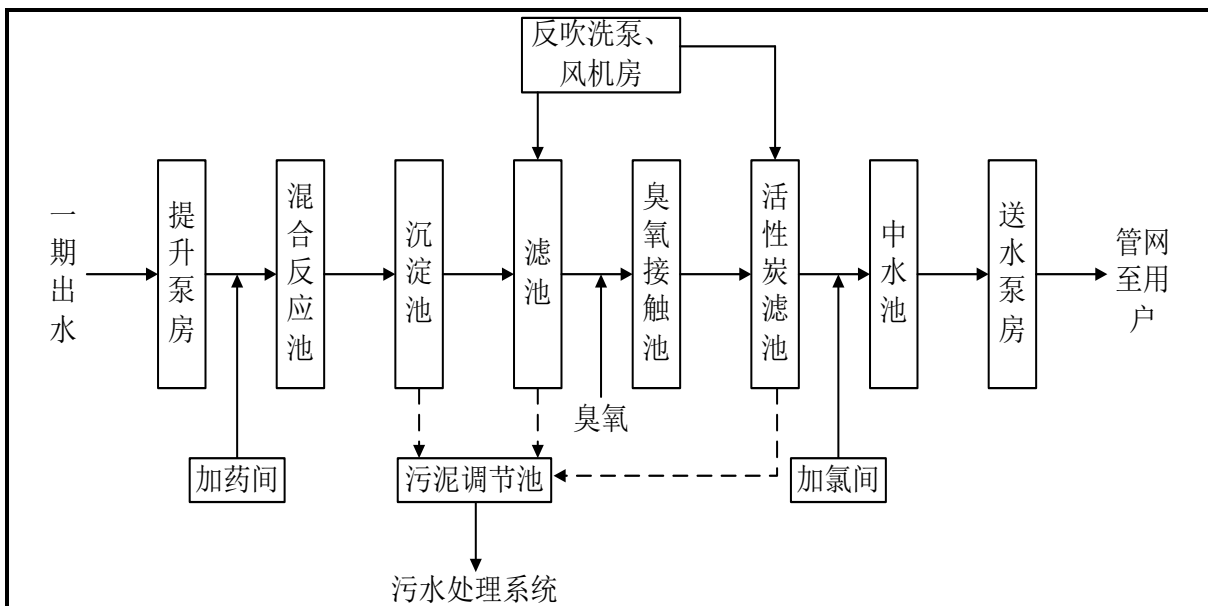 反吹洗泵、
风机房
一期出水
提升泵房
混合反应池
沉淀池
滤池
臭氧接触池
活性炭滤池
中水池
送水泵房
管网
至用
户
臭氧
加药间
污泥调节池
加氯间
污水处理系统